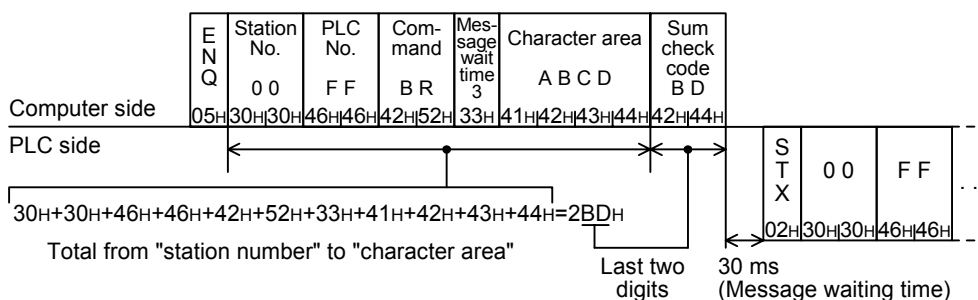 E
N
Q
05H
Station
No.
0 0
30H 30H
PLC
No.
F F
46H 46H
Com-
mand
B R
42H 52H
Mes-
sage
wait
time
3
33H
Character area
A B C D
41H 42H 43H 44H
Sum
check
code
B D
42H 44H
Computer side
PLC side
S
T
X
02H
0 0
30H 30H
F F
46H 46H
. .
30H+30H+46H+46H+42H+52H+33H+41H+42H+43H+44H=2BDH
Total from "station number" to "character area"
Last two
digits
30 ms
(Message waiting time)